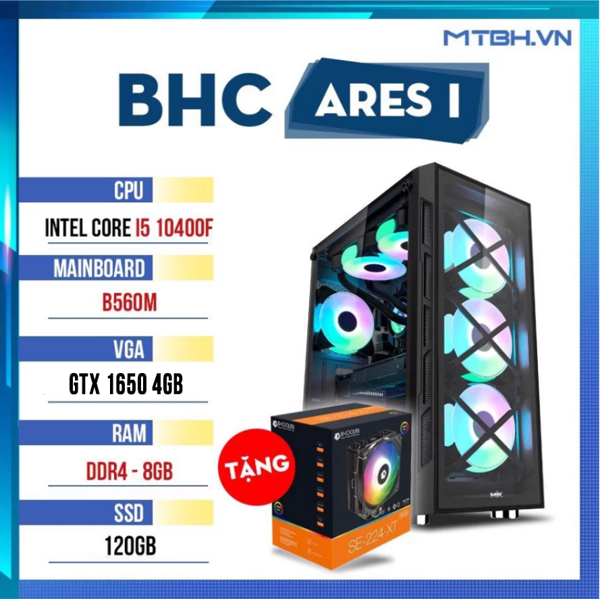 MTBH.VN
BHC ARES I
CPU
INTEL CORE I5 10400F
MAINBOARD
B560M
VGA
GTX 1650 4GB
RAM
DDR4 - 8GB
SSD
120GB
TẶNG
SE-224-XT